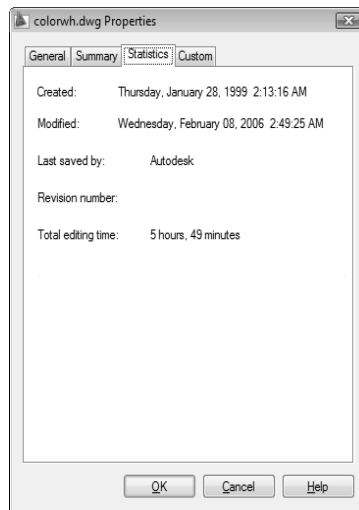 colorwh.dwg Properties
General Summary Statistics Custom
Created: Thursday, January 28, 1999 2:13:16 AM
Modified: Wednesday, February 08, 2006 2:49:25 AM
Last saved by: Autodesk
Revision number:
Total editing time: 5 hours, 49 minutes
OK Cancel Help